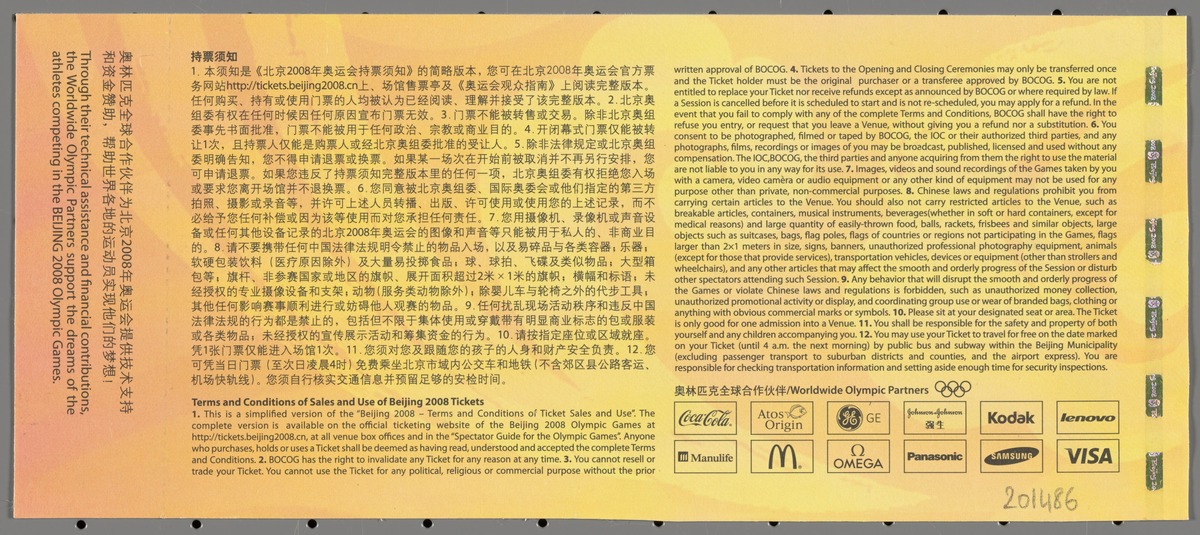 奥林匹克全球合作伙伴为北京2008年奥运会提供技术支持
和资金赞助，帮助世界各地的运动员实现他们的梦想！
Through their technical assistance and financial contributions,
the Worldwide Olympic Partners support the dreams of the
athletes competing in the BEIJING 2008 Olympic Games.
持票须知
1. 本须知是《北京2008年奥运会持票须知》的简略版本，您可在北京2008年奥运会官方票
务网站http://tickets.beijing2008.cn上、场馆售票亭及《奥运会观众指南》上阅读完整版本。
任何购买、持有或使用门票的人均被认为已经阅读、理解并接受了该完整版本。2. 北京奥
组委有权在任何时候因任何原因宣布门票无效。3. 门票不能被转售或交易。除非北京奥组
委事先书面批准，门票不能被用于任何政治、宗教或商业目的。4. 开闭幕式门票仅能被转
让1次，且持票人仅能是购票人或经北京奥组委批准的受让人。5. 除非法律规定或北京奥组
委明确告知，您不得申请退票或换票。如果某一场次在开始前被取消并不再另行安排，您
可申请退票。如果您违反了持票须知完整版本里的任何一项，北京奥组委有权拒绝您入场
或要求您离开场馆并不退换票。6. 您同意被北京奥组委、国际奥委会或他们指定的第三方
拍照、摄影或录音等，并许可上述人员转播、出版、许可使用或使用您的上述记录，而不
必给予您任何补偿或因为该等使用而对您承担任何责任。7. 您用摄像机、录像机或声音设
备或任何其他设备记录的北京2008年奥运会的图像和声音等只能被用于私人的、非商业目
的。8. 请不要携带任何中国法律法规明令禁止的物品入场，以及易碎品与各类容器；乐器；
软硬包装饮料（医疗原因除外）及大量易投掷食品；球、球拍、飞碟及类似物品；大型箱
包等；旗杆、非参赛国家或地区的旗帜、展开面积超过2米×1米的旗帜；横幅和标语；未
经授权的专业摄像设备和支架；动物(服务类动物除外)；除婴儿车与轮椅之外的代步工具；
其他任何影响赛事顺利进行或妨碍他人观赛的物品。9. 任何扰乱现场活动秩序和违反中国
法律法规的行为都是禁止的，包括但不限于集体使用或穿戴带有明显商业标志的包或服装
或各类物品；未经授权的宣传展示活动和筹集资金的行为。10. 请按指定座位或区域就座。
凭1张门票仅能进入场馆1次。11. 您须对您及跟随您的孩子的人身和财产安全负责。12. 您
可凭当日门票（至次日凌晨4时）免费乘坐北京市域内公交车和地铁(不含郊区县公路客运、
机场快轨线)。您须自行核实交通信息并预留足够的安检时间。
Terms and Conditions of Sales and Use of Beijing 2008 Tickets
1. This is a simplified version of the "Beijing 2008 – Terms and Conditions of Ticket Sales and Use". The
complete version is available on the official ticketing website of the Beijing 2008 Olympic Games at
http://tickets.beijing2008.cn, at all venue box offices and in the "Spectator Guide for the Olympic Games". Anyone
who purchases, holds or uses a Ticket shall be deemed as having read, understood and accepted the complete Terms
and Conditions. 2. BOCOG has the right to invalidate any Ticket for any reason at any time. 3. You cannot resell or
trade your Ticket. You cannot use the Ticket for any political, religious or commercial purpose without the prior
written approval of BOCOG. 4. Tickets to the Opening and Closing Ceremonies may only be transferred once
and the Ticket holder must be the original purchaser or a transferee approved by BOCOG. 5. You are not
entitled to replace your Ticket nor receive refunds except as announced by BOCOG or where required by law. If
a Session is cancelled before it is scheduled to start and is not re-scheduled, you may apply for a refund. In the
event that you fail to comply with any of the complete Terms and Conditions, BOCOG shall have the right to
refuse you entry, or request that you leave a Venue, without giving you a refund nor a substitution. 6. You
consent to be photographed, filmed or taped by BOCOG, the IOC or their authorized third parties, and any
photographs, films, recordings or images of you may be broadcast, published, licensed and used without any
compensation. The IOC,BOCOG, the third parties and anyone acquiring from them the right to use the material
are not liable to you in any way for its use. 7. Images, videos and sound recordings of the Games taken by you
with a camera, video camera or audio equipment or any other kind of equipment may not be used for any
purpose other than private, non-commercial purposes. 8. Chinese laws and regulations prohibit you from
carrying certain articles to the Venue. You should also not carry restricted articles to the Venue, such as
breakable articles, containers, musical instruments, beverages(whether in soft or hard containers, except for
medical reasons) and large quantity of easily-thrown food, balls, rackets, frisbees and similar objects, large
objects such as suitcases, bags, flag poles, flags of countries or regions not participating in the Games, flags
larger than 2×1 meters in size, signs, banners, unauthorized professional photography equipment, animals
(except for those that provide services), transportation vehicles, devices or equipment (other than strollers and
wheelchairs), and any other articles that may affect the smooth and orderly progress of the Session or disturb
other spectators attending such Session. 9. Any behavior that will disrupt the smooth and orderly progress of
the Games or violate Chinese laws and regulations is forbidden, such as unauthorized money collection,
unauthorized promotional activity or display, and coordinating group use or wear of branded bags, clothing or
anything with obvious commercial marks or symbols. 10. Please sit at your designated seat or area. The Ticket
is only good for one admission into a Venue. 11. You shall be responsible for the safety and property of both
yourself and any children accompanying you. 12. You may use your Ticket to travel for free on the date marked
on your Ticket (until 4 a.m. the next morning) by public bus and subway within the Beijing Municipality
(excluding passenger transport to suburban districts and counties, and the airport express). You are
responsible for checking transportation information and setting aside enough time for security inspections.
奥林匹克全球合作伙伴/Worldwide Olympic Partners
Coca-Cola
Atos Origin
GE
Johnson&Johnson 强生
Kodak
lenovo
Manulife
M
Ω OMEGA
Panasonic
SAMSUNG
VISA
201486